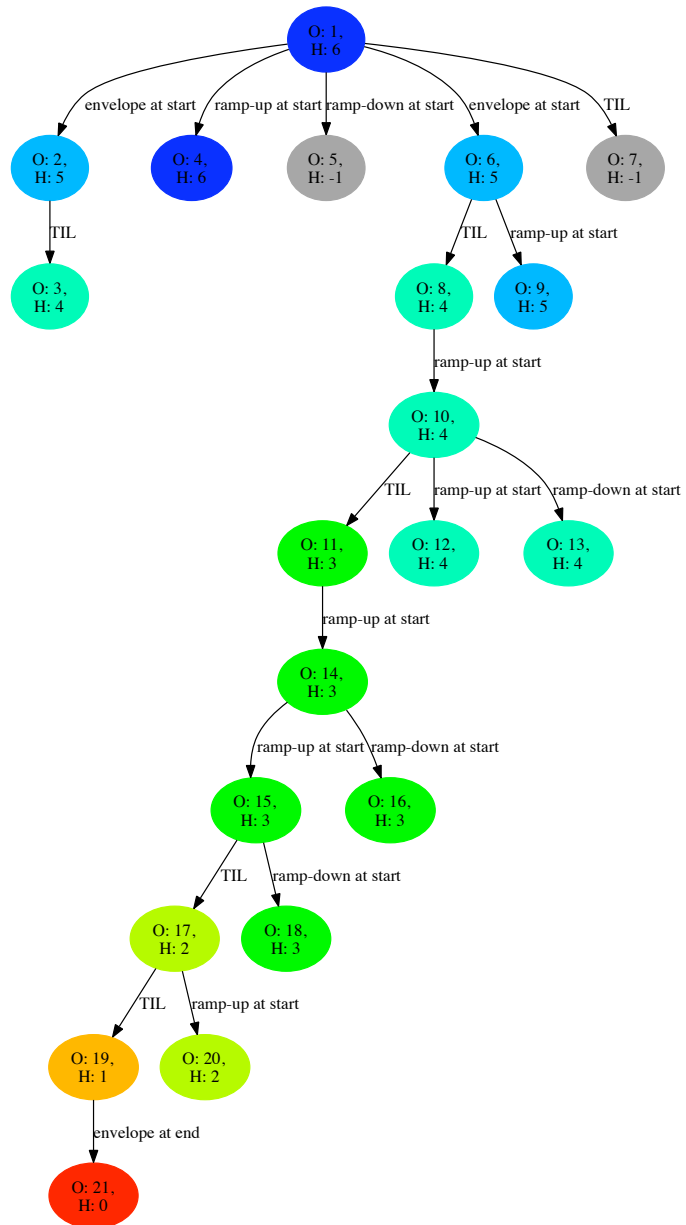 O: 1,
H: 6
envelope at start
ramp-up at start
ramp-down at start
envelope at start
TIL
O: 2,
H: 5
O: 4,
H: 6
O: 5,
H: -1
O: 6,
H: 5
O: 7,
H: -1
TIL
TIL
ramp-up at start
O: 3,
H: 4
O: 8,
H: 4
O: 9,
H: 5
ramp-up at start
O: 10,
H: 4
TIL
ramp-up at start
ramp-down at start
O: 11,
H: 3
O: 12,
H: 4
O: 13,
H: 4
ramp-up at start
O: 14,
H: 3
ramp-up at start
ramp-down at start
O: 15,
H: 3
O: 16,
H: 3
TIL
ramp-down at start
O: 17,
H: 2
O: 18,
H: 3
TIL
ramp-up at start
O: 19,
H: 1
O: 20,
H: 2
envelope at end
O: 21,
H: 0